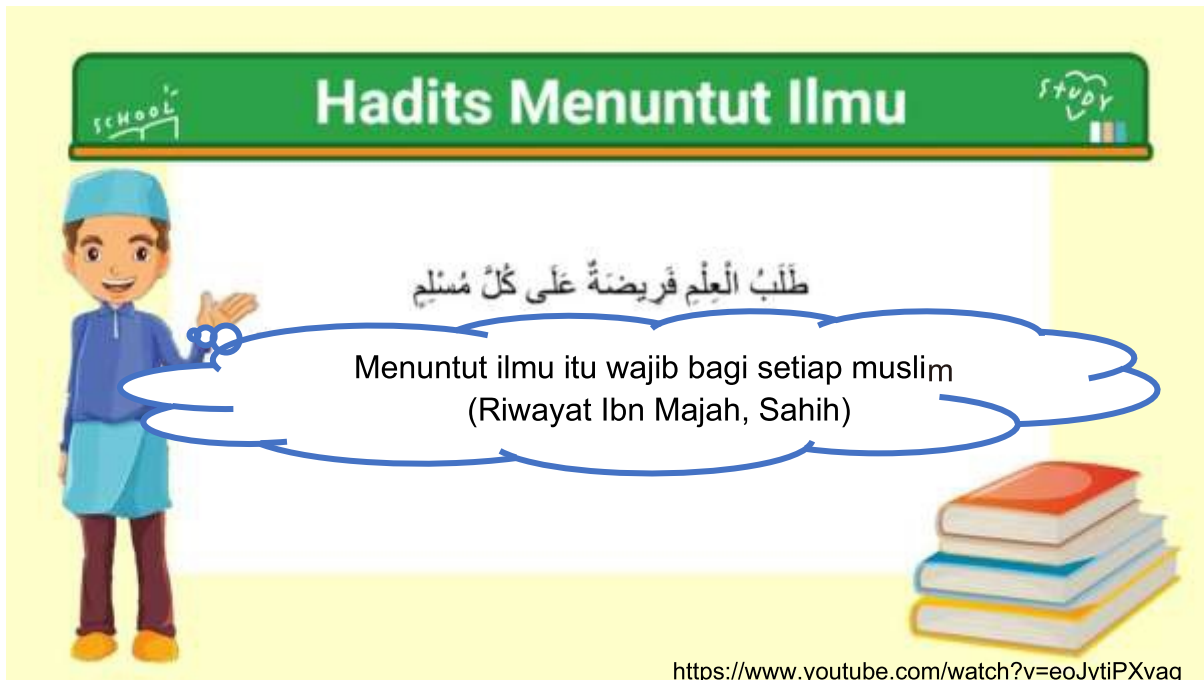 SCHOOL
Hadits Menuntut Ilmu
STUDY
طَلَبُ الْعِلْمِ فَرِيضَةٌ عَلَى كُلَّ مُسْلِمٍ
Menuntut ilmu itu wajib bagi setiap muslim
(Riwayat Ibn Majah, Sahih)
https://www.youtube.com/watch?v=eoJytiPXvag